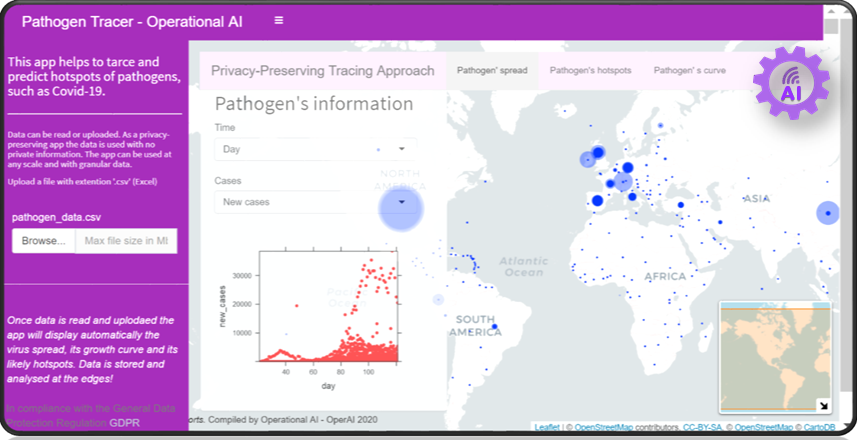 Pathogen Tracer - Operational AI
This app helps to tarce and
predict hotspots of pathogens,
such as Covid-19.
Data can be read or uploaded. As a privacy-
preserving app the data is used with no
private information. The app can be used at
any scale and with granular data.
Upload a file with extention '.csv' (Excel)
pathogen_data.csv
Browse... Max file size in MI
Once data is read and uplodaed the
app will display automatically the
virus spread, its growth curve and its
likely hotspots. Data is stored and
analysed at the edges!
In compliance with the General Data
Protection Regulation GDPR
Privacy-Preserving Tracing Approach
Pathogen' spread
Pathogen's hotspots
Pathogen' s curve
AI
Pathogen's information
Time
Day
Cases
New cases
NORTH
AMERICA
new_cases
30000
20000
10000
40 60 80 100
day
Pacific
Ocean
Atlantic
Ocean
SOUTH
AMERICA
AFRICA
ASIA
orts. Compiled by Operational AI - OperAI 2020
Leaflet | © OpenStreetMap contributors, CC-BY-SA, © OpenStreetMap © CartoDB